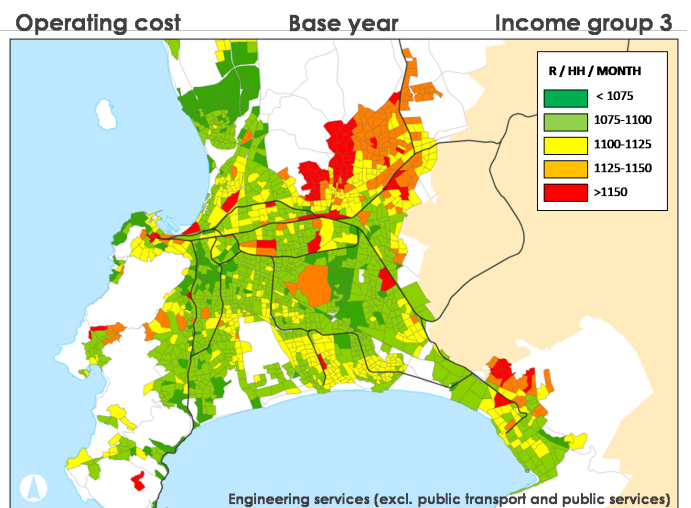 Operating cost Base year Income group 3
R / HH / MONTH
< 1075
1075-1100
1100-1125
1125-1150
>1150
Engineering services (excl. public transport and public services)